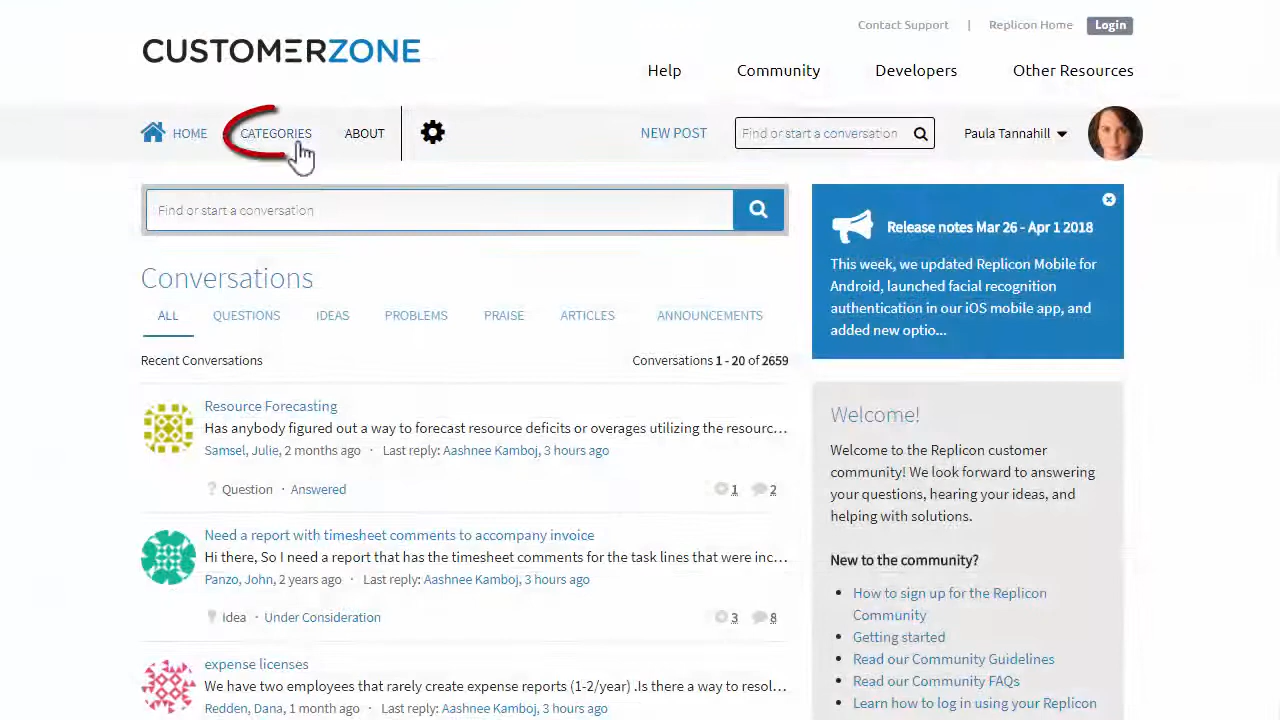 Contact Support | Replicon Home Login
CUSTOMERZONE
Help Community Developers Other Resources
HOME CATEGORIES ABOUT NEW POST Find or start a conversation Paula Tannahill
Find or start a conversation
Conversations
ALL QUESTIONS IDEAS PROBLEMS PRAISE ARTICLES ANNOUNCEMENTS
Recent Conversations Conversations 1 - 20 of 2659
Resource Forecasting
Has anybody figured out a way to forecast resource deficits or overages utilizing the resourc...
Samsel, Julie, 2 months ago · Last reply: Aashnee Kamboj, 3 hours ago
Question · Answered 1 2
Need a report with timesheet comments to accompany invoice
Hi there, So I need a report that has the timesheet comments for the task lines that were inc...
Panzo, John, 2 years ago · Last reply: Aashnee Kamboj, 3 hours ago
Idea · Under Consideration 3 8
expense licenses
We have two employees that rarely create expense reports (1-2/year) .Is there a way to resol...
Redden, Dana, 1 month ago · Last reply: Aashnee Kamboj, 3 hours ago
Release notes Mar 26 - Apr 1 2018
This week, we updated Replicon Mobile for
Android, launched facial recognition
authentication in our iOS mobile app, and
added new optio...
Welcome!
Welcome to the Replicon customer
community! We look forward to answering
your questions, hearing your ideas, and
helping with solutions.
New to the community?
• How to sign up for the Replicon
Community
• Getting started
• Read our Community Guidelines
• Read our Community FAQs
• Learn how to log in using your Replicon